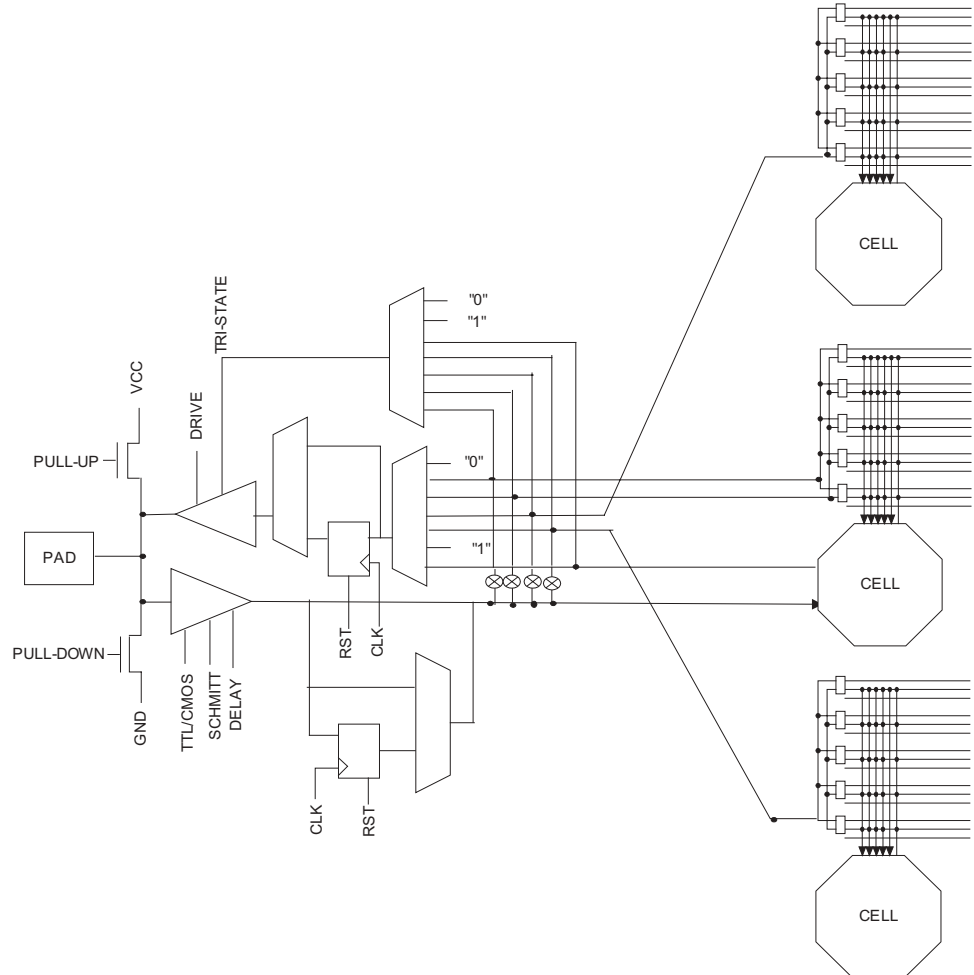 CELL
"0"
"1"
TRI-STATE
VCC
DRIVE
PULL-UP
"0"
"1"
PAD
CELL
RST
CLK
PULL-DOWN
GND
TTL/CMOS
SCHMITT
DELAY
CLK
RST
CELL